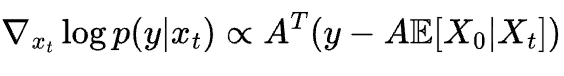 ∇_{x_t} log p(y|x_t) ∝ A^T(y − A𝔼[X_0|X_t])